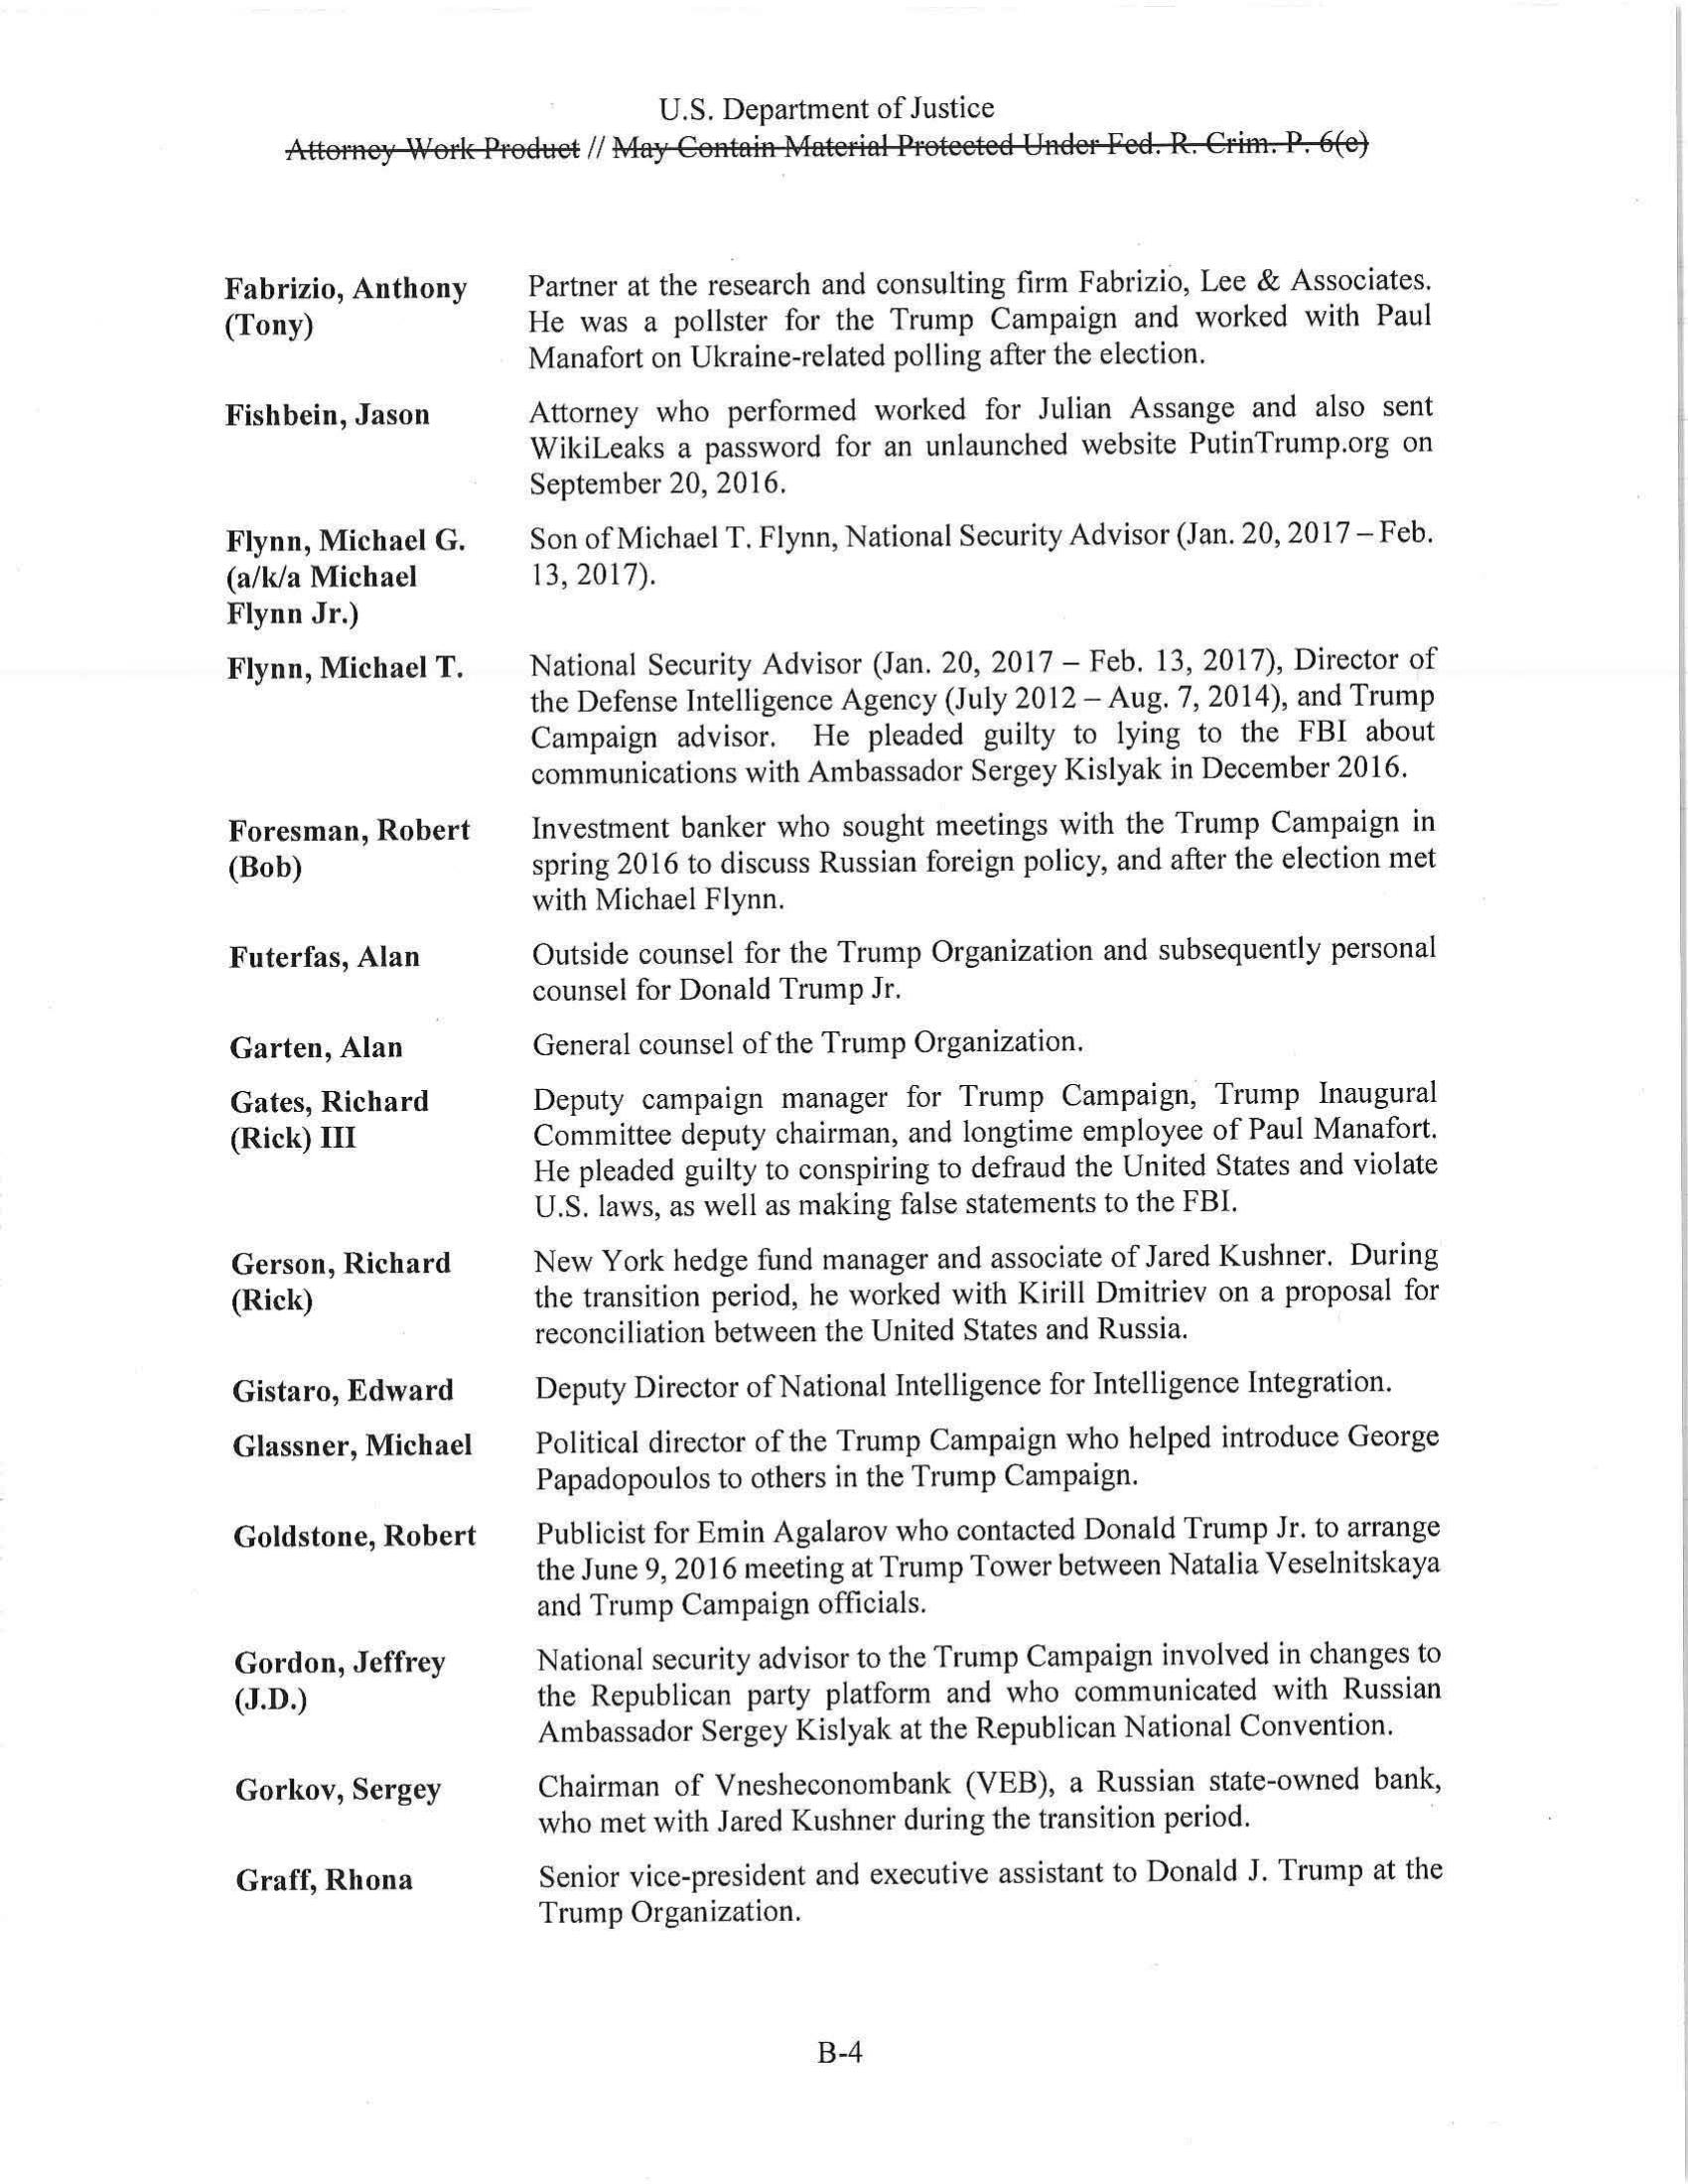 U.S. Department of Justice
Attorney Work Product // May Contain Material Protected Under Fed. R. Crim. P. 6(e)
Fabrizio, Anthony
(Tony)
Partner at the research and consulting firm Fabrizio, Lee & Associates.
He was a pollster for the Trump Campaign and worked with Paul
Manafort on Ukraine-related polling after the election.
Fishbein, Jason
Attorney who performed worked for Julian Assange and also sent
WikiLeaks a password for an unlaunched website PutinTrump.org on
September 20, 2016.
Flynn, Michael G.
(a/k/a Michael
Flynn Jr.)
Son of Michael T. Flynn, National Security Advisor (Jan. 20, 2017 – Feb.
13, 2017).
Flynn, Michael T.
National Security Advisor (Jan. 20, 2017 – Feb. 13, 2017), Director of
the Defense Intelligence Agency (July 2012 – Aug. 7, 2014), and Trump
Campaign advisor. He pleaded guilty to lying to the FBI about
communications with Ambassador Sergey Kislyak in December 2016.
Foresman, Robert
(Bob)
Investment banker who sought meetings with the Trump Campaign in
spring 2016 to discuss Russian foreign policy, and after the election met
with Michael Flynn.
Futerfas, Alan
Outside counsel for the Trump Organization and subsequently personal
counsel for Donald Trump Jr.
Garten, Alan
General counsel of the Trump Organization.
Gates, Richard
(Rick) III
Deputy campaign manager for Trump Campaign, Trump Inaugural
Committee deputy chairman, and longtime employee of Paul Manafort.
He pleaded guilty to conspiring to defraud the United States and violate
U.S. laws, as well as making false statements to the FBI.
Gerson, Richard
(Rick)
New York hedge fund manager and associate of Jared Kushner. During
the transition period, he worked with Kirill Dmitriev on a proposal for
reconciliation between the United States and Russia.
Gistaro, Edward
Deputy Director of National Intelligence for Intelligence Integration.
Glassner, Michael
Political director of the Trump Campaign who helped introduce George
Papadopoulos to others in the Trump Campaign.
Goldstone, Robert
Publicist for Emin Agalarov who contacted Donald Trump Jr. to arrange
the June 9, 2016 meeting at Trump Tower between Natalia Veselnitskaya
and Trump Campaign officials.
Gordon, Jeffrey
(J.D.)
National security advisor to the Trump Campaign involved in changes to
the Republican party platform and who communicated with Russian
Ambassador Sergey Kislyak at the Republican National Convention.
Gorkov, Sergey
Chairman of Vnesheconombank (VEB), a Russian state-owned bank,
who met with Jared Kushner during the transition period.
Graff, Rhona
Senior vice-president and executive assistant to Donald J. Trump at the
Trump Organization.
B-4